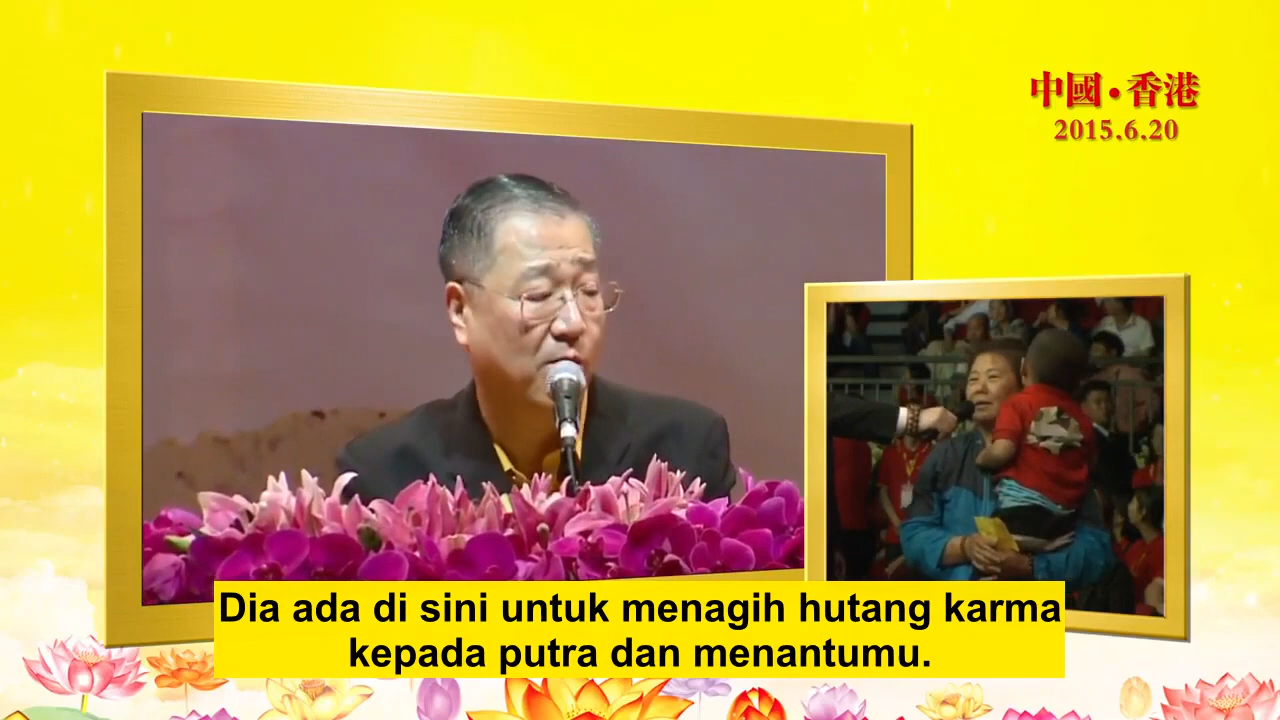 中國•香港
2015.6.20
Dia ada di sini untuk menagih hutang karma
kepada putra dan menantumu.